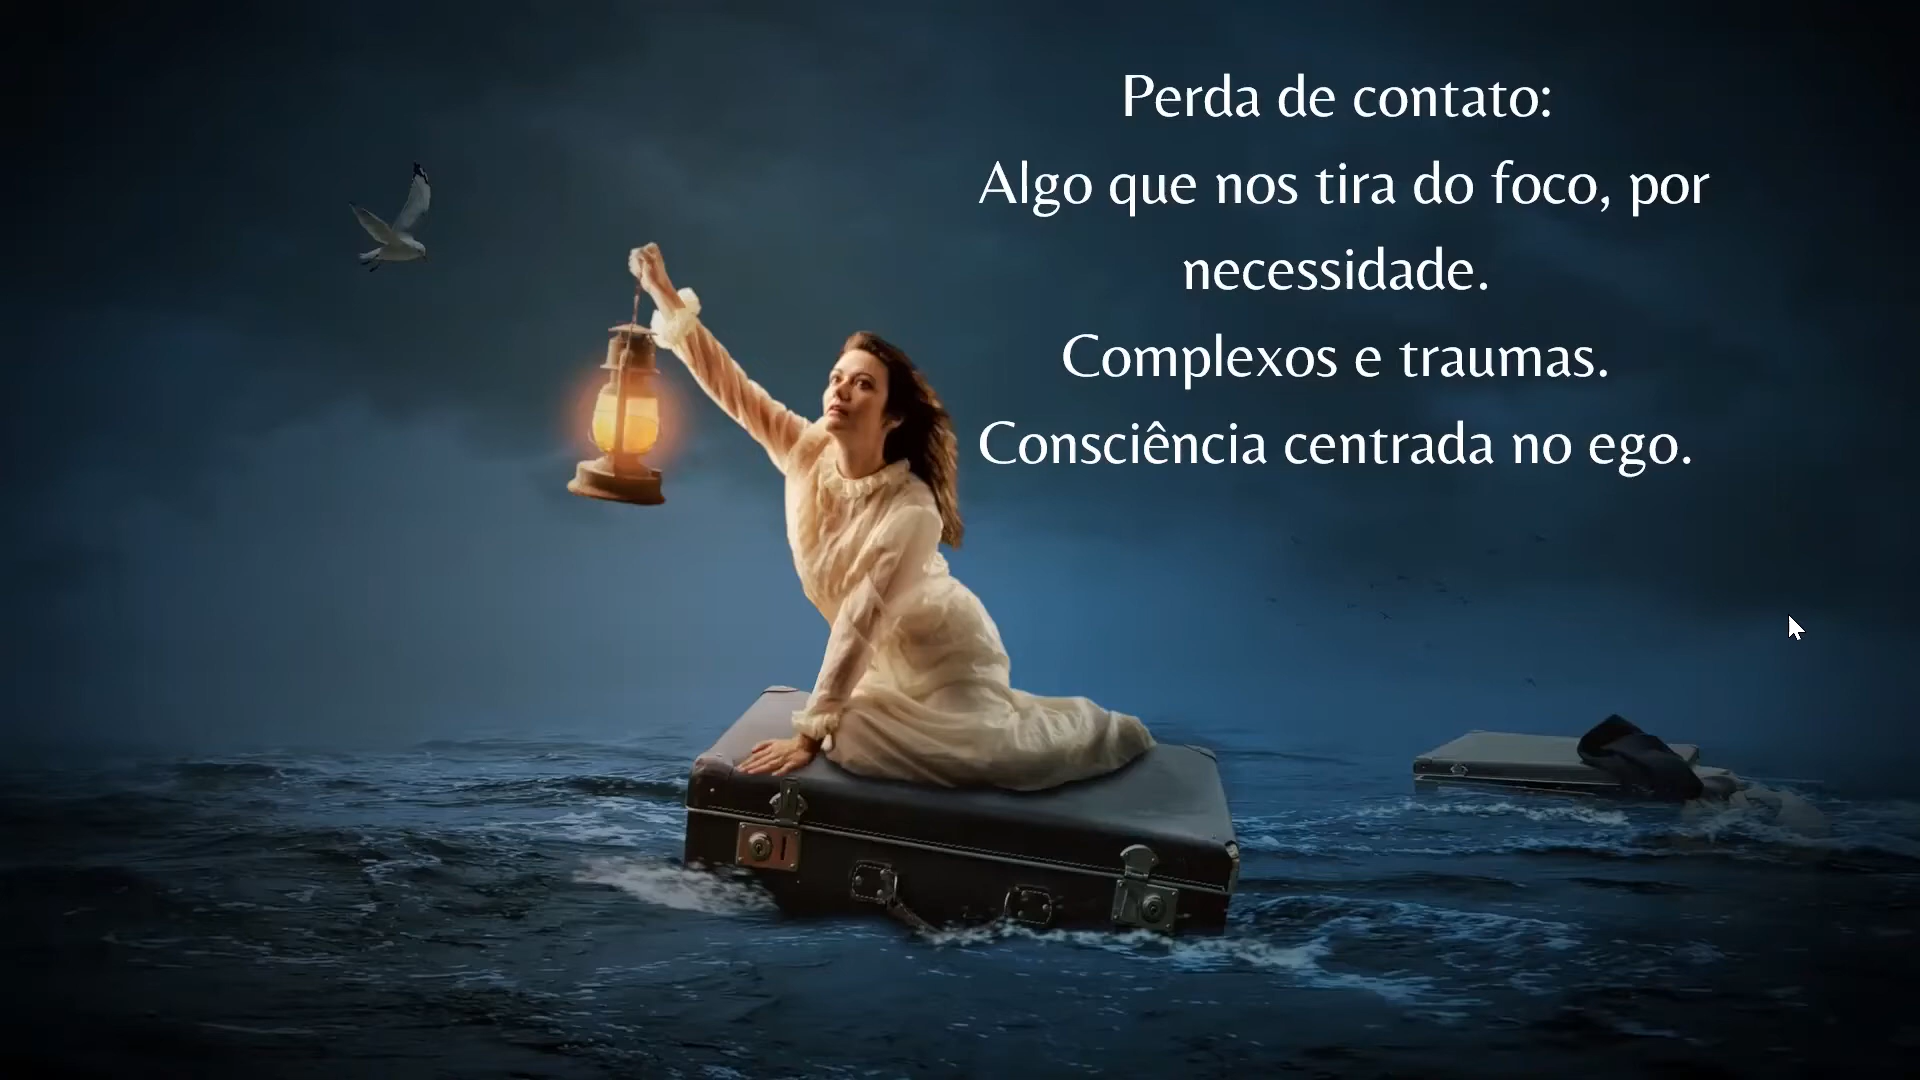 Perda de contato:
Algo que nos tira do foco, por
necessidade.
Complexos e traumas.
Consciência centrada no ego.